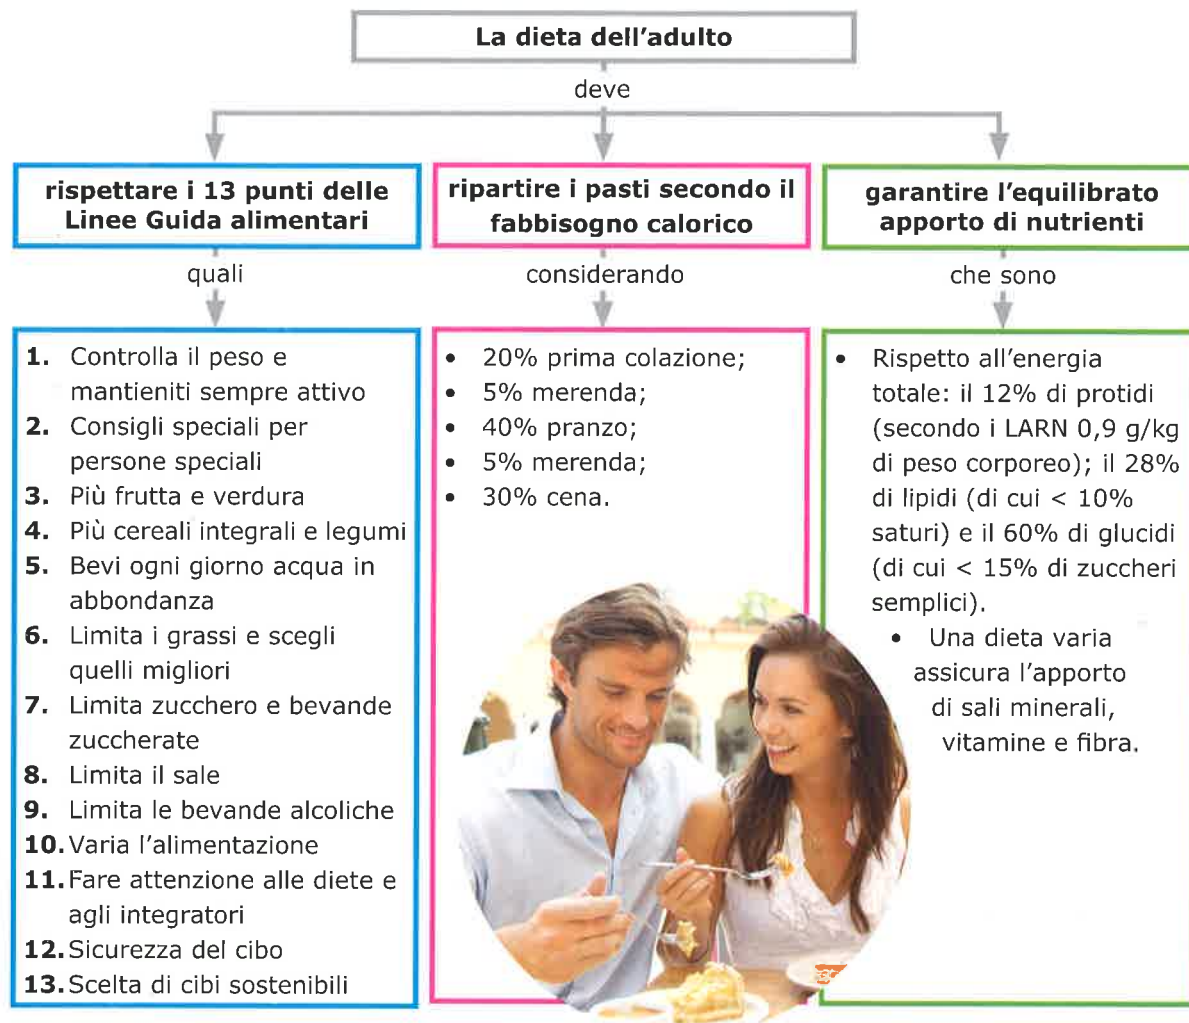 La dieta dell'adulto
deve
rispettare i 13 punti delle
Linee Guida alimentari
quali
1. Controlla il peso e
mantieniti sempre attivo
2. Consigli speciali per
persone speciali
3. Più frutta e verdura
4. Più cereali integrali e legumi
5. Bevi ogni giorno acqua in
abbondanza
6. Limita i grassi e scegli
quelli migliori
7. Limita zucchero e bevande
zuccherate
8. Limita il sale
9. Limita le bevande alcoliche
10. Varia l'alimentazione
11. Fare attenzione alle diete e
agli integratori
12. Sicurezza del cibo
13. Scelta di cibi sostenibili
ripartire i pasti secondo il
fabbisogno calorico
considerando
• 20% prima colazione;
• 5% merenda;
• 40% pranzo;
• 5% merenda;
• 30% cena.
garantire l'equilibrato
apporto di nutrienti
che sono
• Rispetto all'energia
totale: il 12% di protidi
(secondo i LARN 0,9 g/kg
di peso corporeo); il 28%
di lipidi (di cui < 10%
saturi) e il 60% di glucidi
(di cui < 15% di zuccheri
semplici).
• Una dieta varia
assicura l'apporto
di sali minerali,
vitamine e fibra.